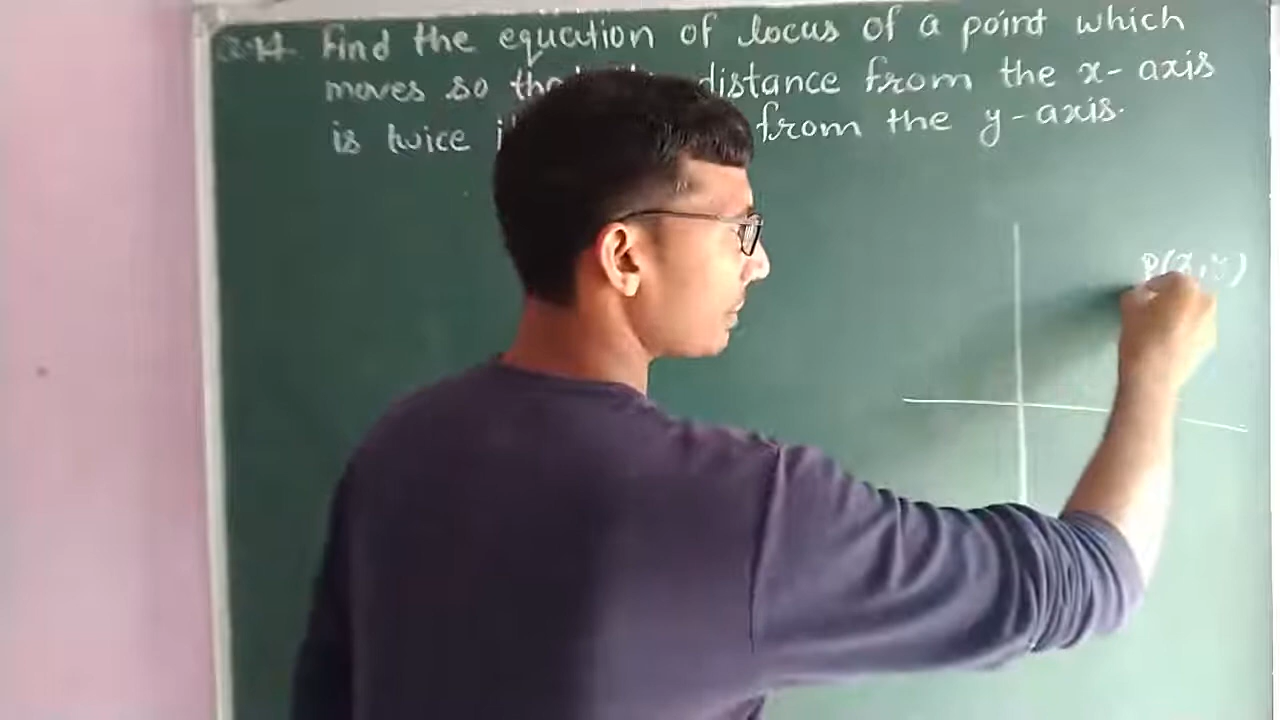 Q.14 Find the equation of locus of a point which
moves so distance from the x-axis
is twice from the y-axis.
P(x,y)